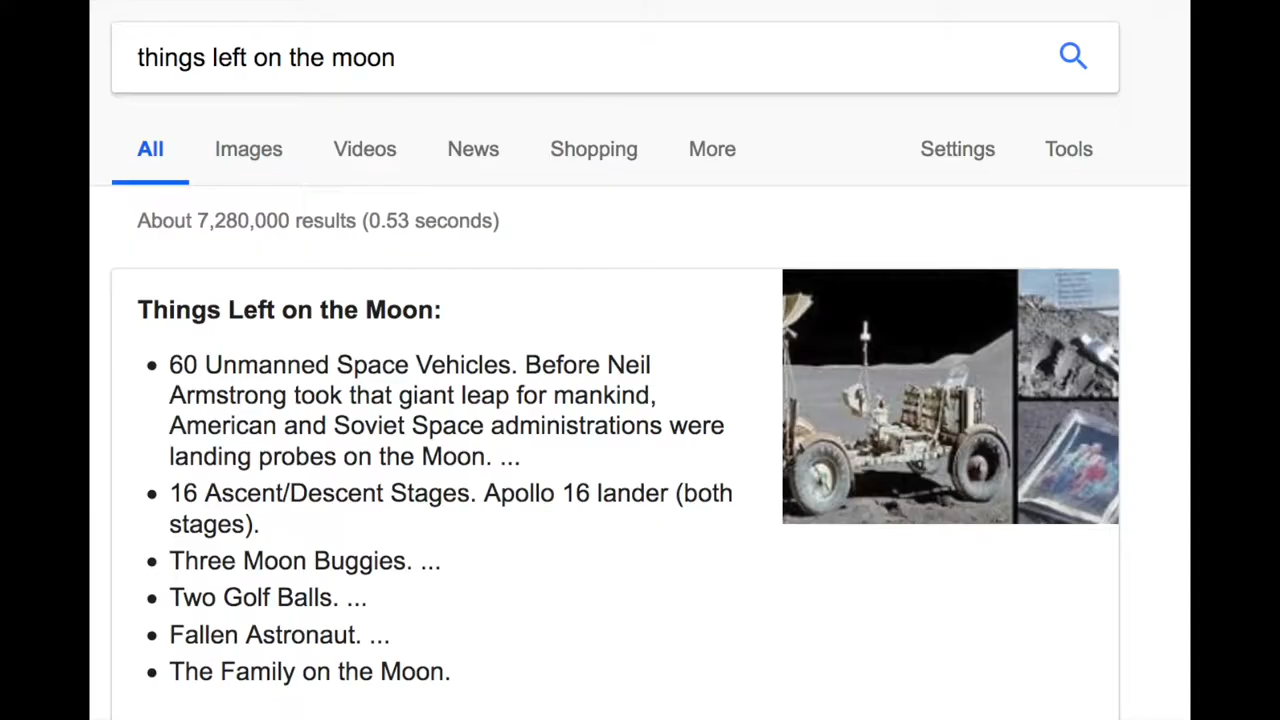 things left on the moon
All Images Videos News Shopping More Settings Tools
About 7,280,000 results (0.53 seconds)
Things Left on the Moon:
• 60 Unmanned Space Vehicles. Before Neil
Armstrong took that giant leap for mankind,
American and Soviet Space administrations were
landing probes on the Moon. ...
• 16 Ascent/Descent Stages. Apollo 16 lander (both
stages).
• Three Moon Buggies. ...
• Two Golf Balls. ...
• Fallen Astronaut. ...
• The Family on the Moon.